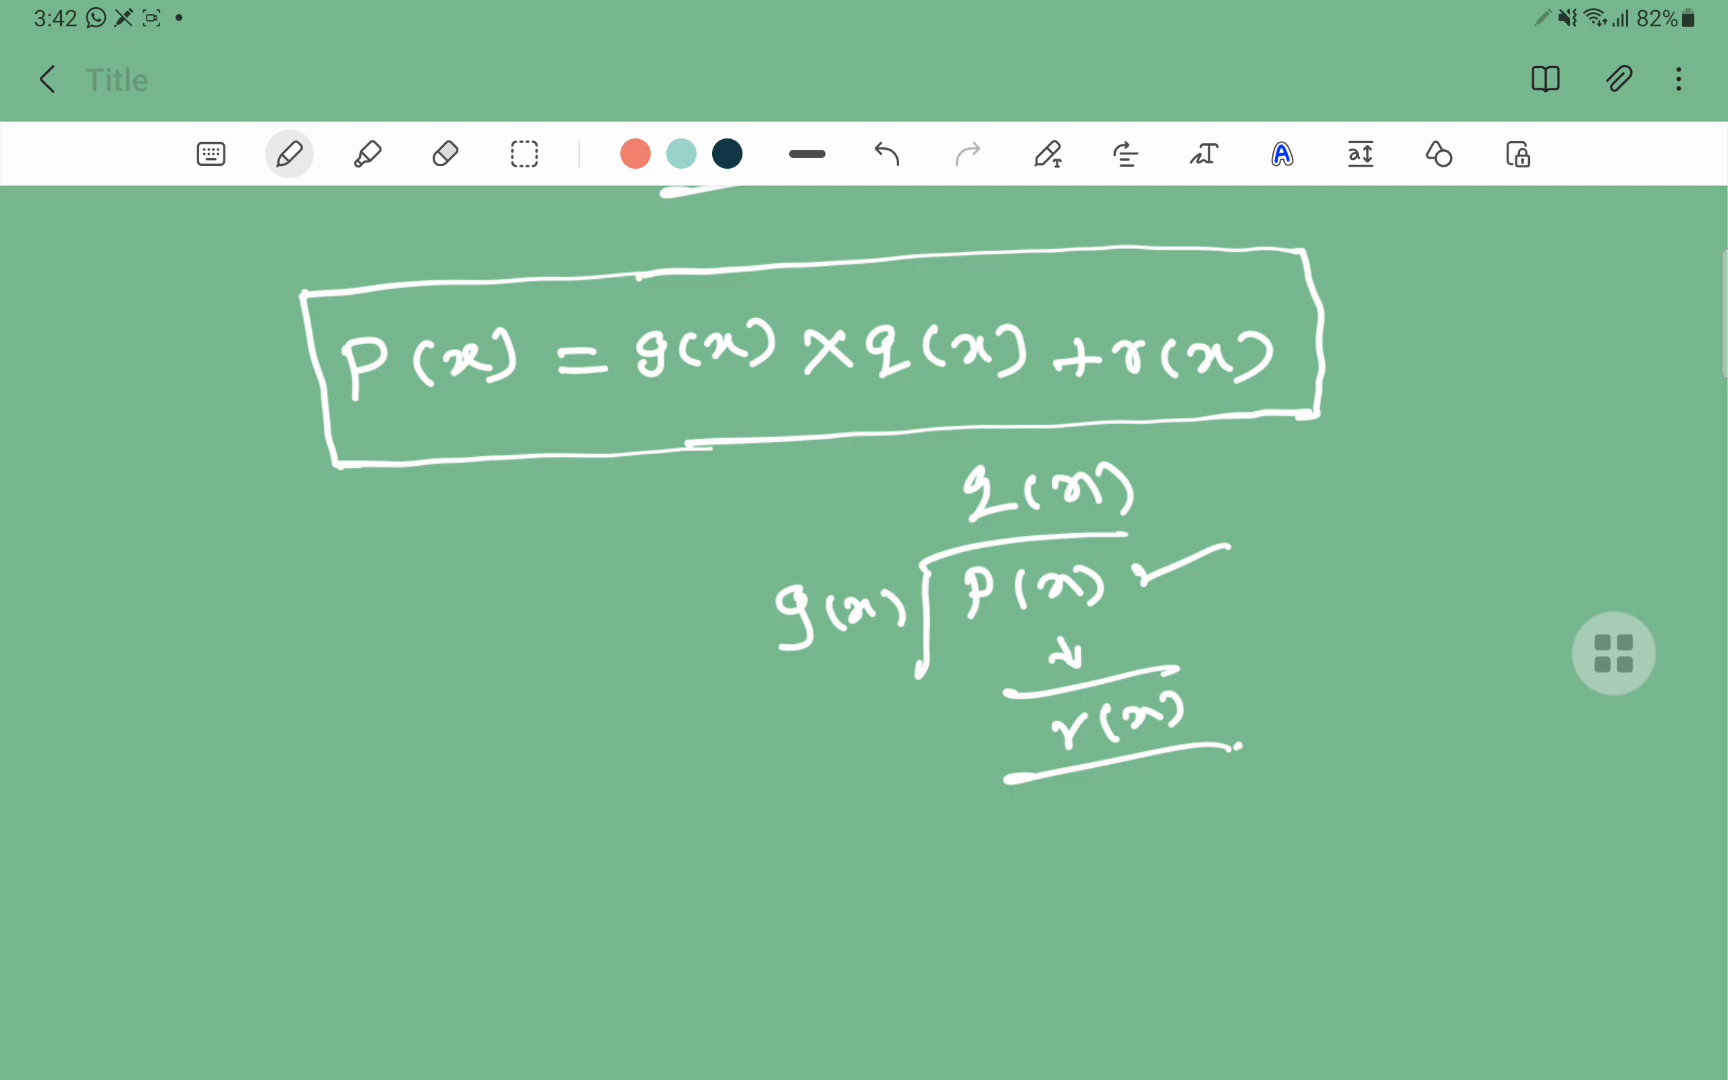 3:42 82%
Title
P(x) = g(x) × q(x) + r(x)
q(x)
g(x) P(x)
r(x)